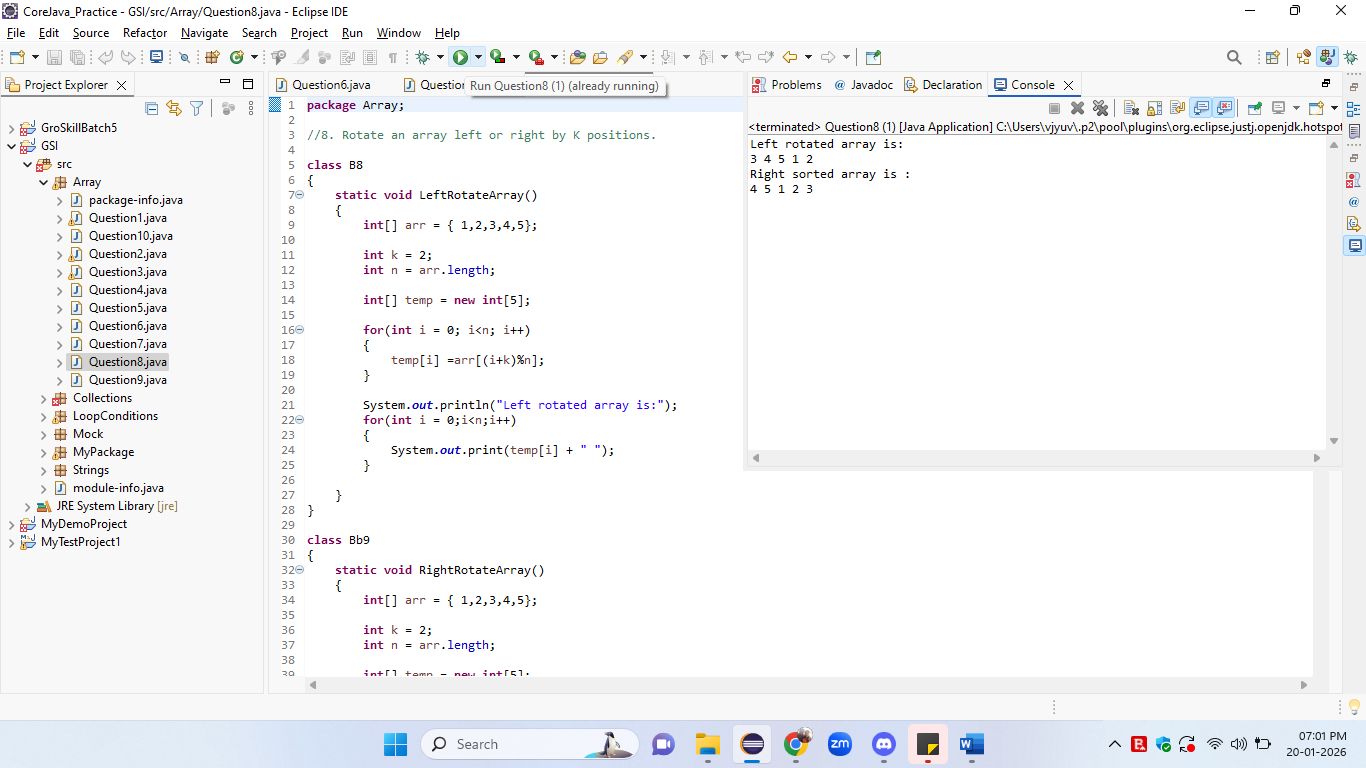 CoreJava_Practice - GSI/src/Array/Question8.java - Eclipse IDE
File Edit Source Refactor Navigate Search Project Run Window Help
Project Explorer
GroSkillBatch5
GSI
src
Array
package-info.java
Question1.java
Question10.java
Question2.java
Question3.java
Question4.java
Question5.java
Question6.java
Question7.java
Question8.java
Question9.java
Collections
LoopConditions
Mock
MyPackage
Strings
module-info.java
JRE System Library [jre]
MyDemoProject
MyTestProject1
Question6.java
Question
Run Question8 (1) (already running)
1 package Array;
2
3 //8. Rotate an array left or right by K positions.
4
5 class B8
6 {
7 static void LeftRotateArray()
8 {
9 int[] arr = { 1,2,3,4,5};
10
11 int k = 2;
12 int n = arr.length;
13
14 int[] temp = new int[5];
15
16 for(int i = 0; i<n; i++)
17 {
18 temp[i] =arr[(i+k)%n];
19 }
20
21 System.out.println("Left rotated array is:");
22 for(int i = 0;i<n;i++)
23 {
24 System.out.print(temp[i] + " ");
25 }
26
27 }
28 }
29
30 class Bb9
31 {
32 static void RightRotateArray()
33 {
34 int[] arr = { 1,2,3,4,5};
35
36 int k = 2;
37 int n = arr.length;
38
39 int[] temp = new int[5];
Problems @ Javadoc Declaration Console
<terminated> Question8 (1) [Java Application] C:\Users\vjyuv\.p2\pool\plugins\org.eclipse.justj.openjdk.hotspot
Left rotated array is:
3 4 5 1 2
Right sorted array is :
4 5 1 2 3
Search
zm
07:01 PM
20-01-2026